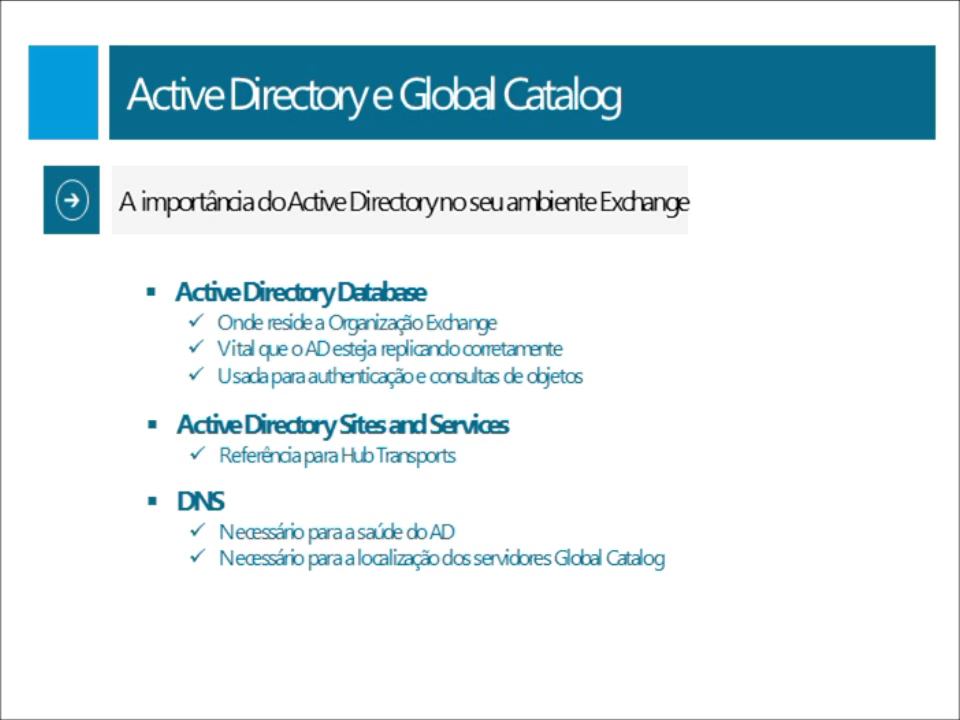 Active Directory e Global Catalog
A importância do Active Directory no seu ambiente Exchange
▪ Active Directory Database
✓ Onde reside a Organização Exchange
✓ Vital que o AD esteja replicando corretamente
✓ Usada para authenticação e consultas de objetos
▪ Active Directory Sites and Services
✓ Referência para Hub Transports
▪ DNS
✓ Necessário para a saúde do AD
✓ Necessário para a localização dos servidores Global Catalog